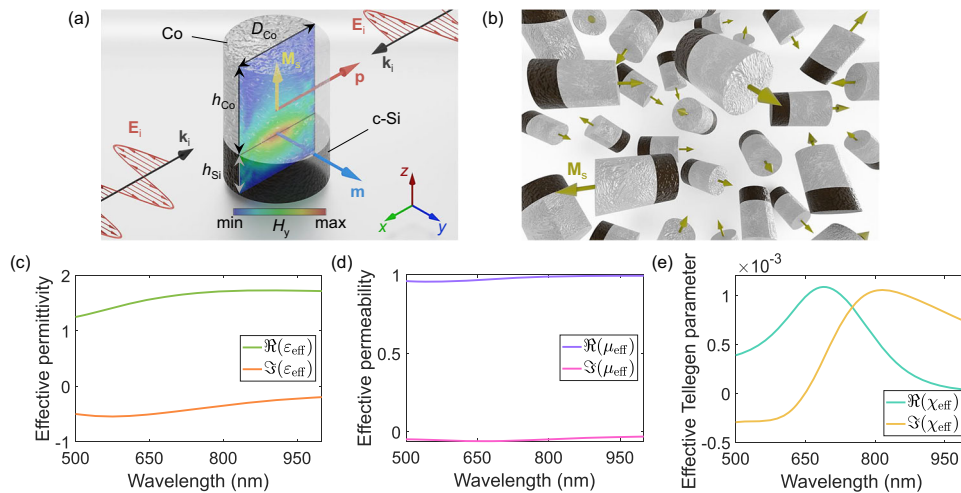 (a)
Co
D_Co
E_i
k_i
M_s
p
h_Co
c-Si
E_i
k_i
h_Si
m
min
max
H_y
z
x
y
(b)
M_s
(c)
Effective permittivity
2
1
0
-1
ℜ(ε_eff)
ℑ(ε_eff)
500
650
800
950
Wavelength (nm)
(d)
Effective permeability
1
0.5
0
ℜ(μ_eff)
ℑ(μ_eff)
500
650
800
950
Wavelength (nm)
(e)
×10^-3
Effective Tellegen parameter
1
0.5
0
-0.5
ℜ(χ_eff)
ℑ(χ_eff)
500
650
800
950
Wavelength (nm)